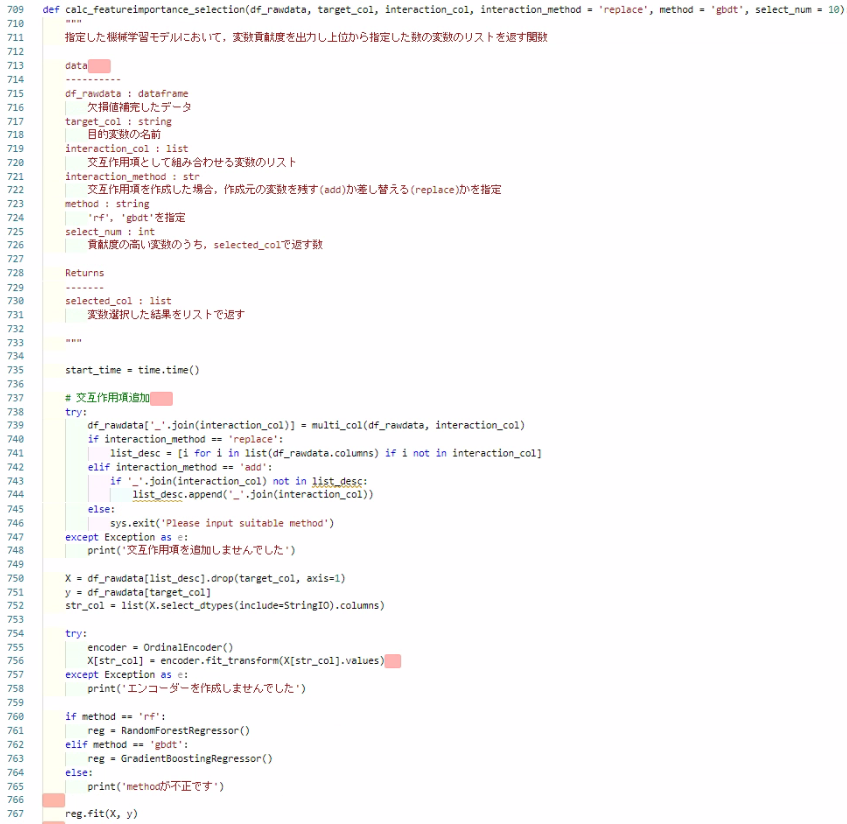 709 def calc_featureimportance_selection(df_rawdata, target_col, interaction_col, interaction_method = 'replace', method = 'gbdt', select_num = 10)
710 """
711 指定した機械学習モデルにおいて，変数貢献度を出力し上位から指定した数の変数のリストを返す関数
712
713 data
714 ----------
715 df_rawdata : dataframe
716 欠損値補完したデータ
717 target_col : string
718 目的変数の名前
719 interaction_col : list
720 交互作用項として組み合わせる変数のリスト
721 interaction_method : str
722 交互作用項を作成した場合，作成元の変数を残す(add)か差し替える(replace)かを指定
723 method : string
724 'rf', 'gbdt'を指定
725 select_num : int
726 貢献度の高い変数のうち，selected_colで返す数
727
728 Returns
729 -------
730 selected_col : list
731 変数選択した結果をリストで返す
732
733 """
734
735 start_time = time.time()
736
737 # 交互作用項追加
738 try:
739 df_rawdata['_'.join(interaction_col)] = multi_col(df_rawdata, interaction_col)
740 if interaction_method == 'replace':
741 list_desc = [i for i in list(df_rawdata.columns) if i not in interaction_col]
742 elif interaction_method == 'add':
743 if '_'.join(interaction_col) not in list_desc:
744 list_desc.append('_'.join(interaction_col))
745 else:
746 sys.exit('Please input suitable method')
747 except Exception as e:
748 print('交互作用項を追加しませんでした')
749
750 X = df_rawdata[list_desc].drop(target_col, axis=1)
751 y = df_rawdata[target_col]
752 str_col = list(X.select_dtypes(include=StringIO).columns)
753
754 try:
755 encoder = OrdinalEncoder()
756 X[str_col] = encoder.fit_transform(X[str_col].values)
757 except Exception as e:
758 print('エンコーダーを作成しませんでした')
759
760 if method == 'rf':
761 reg = RandomForestRegressor()
762 elif method == 'gbdt':
763 reg = GradientBoostingRegressor()
764 else:
765 print('methodが不正です')
766
767 reg.fit(X, y)